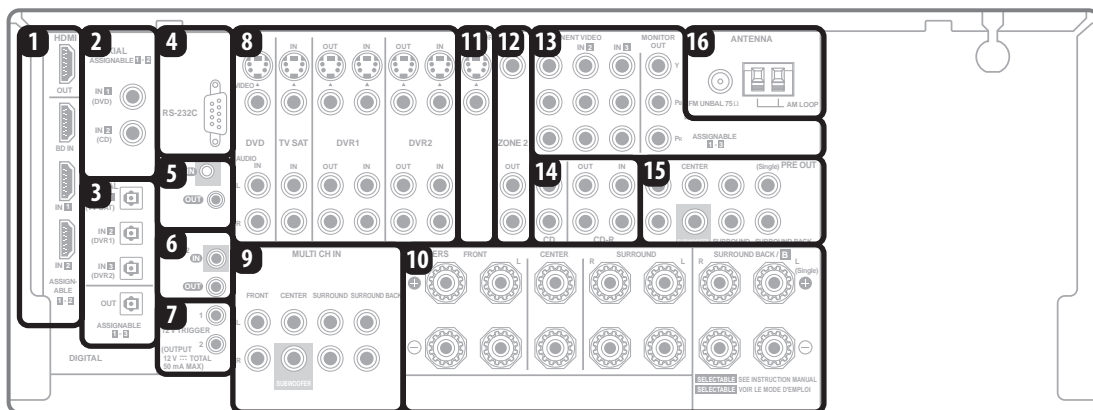 1
HDMI
OUT
BD IN
IN 1
IN 2
ASSIGN-
ABLE
1 - 2
DIGITAL
2
ASSIGNABLE 1 - 2
IN 1
(DVD)
IN 2
(CD)
3
IN 2
(DVR1)
IN 3
(DVR2)
OUT
ASSIGNABLE
1 - 3
4
RS-232C
5
IN
OUT
6
IN
OUT
7
1
12 V TRIGGER
2
(OUTPUT
12 V TOTAL
50 mA MAX)
8
IN IN OUT IN OUT IN
VIDEO
DVD TV SAT DVR1 DVR2
AUDIO
IN IN OUT IN OUT IN
L
R
9
MULTI CH IN
FRONT CENTER SURROUND SURROUND BACK
L
R
SUBWOOFER
10
FRONT L CENTER R SURROUND L R SURROUND BACK / B L
(Single)
SELECTABLE SEE INSTRUCTION MANUAL
SELECTABLE VOIR LE MODE D'EMPLOI
11
12
ZONE 2
OUT
13
VIDEO
IN 2 IN 3
MONITOR
OUT
Y
PB
PR
ASSIGNABLE
1 - 3
14
OUT IN
CD CD-R
15
CENTER (Single) PRE OUT
SURROUND SURROUND BACK
16
ANTENNA
FM UNBAL 75Ω AM LOOP